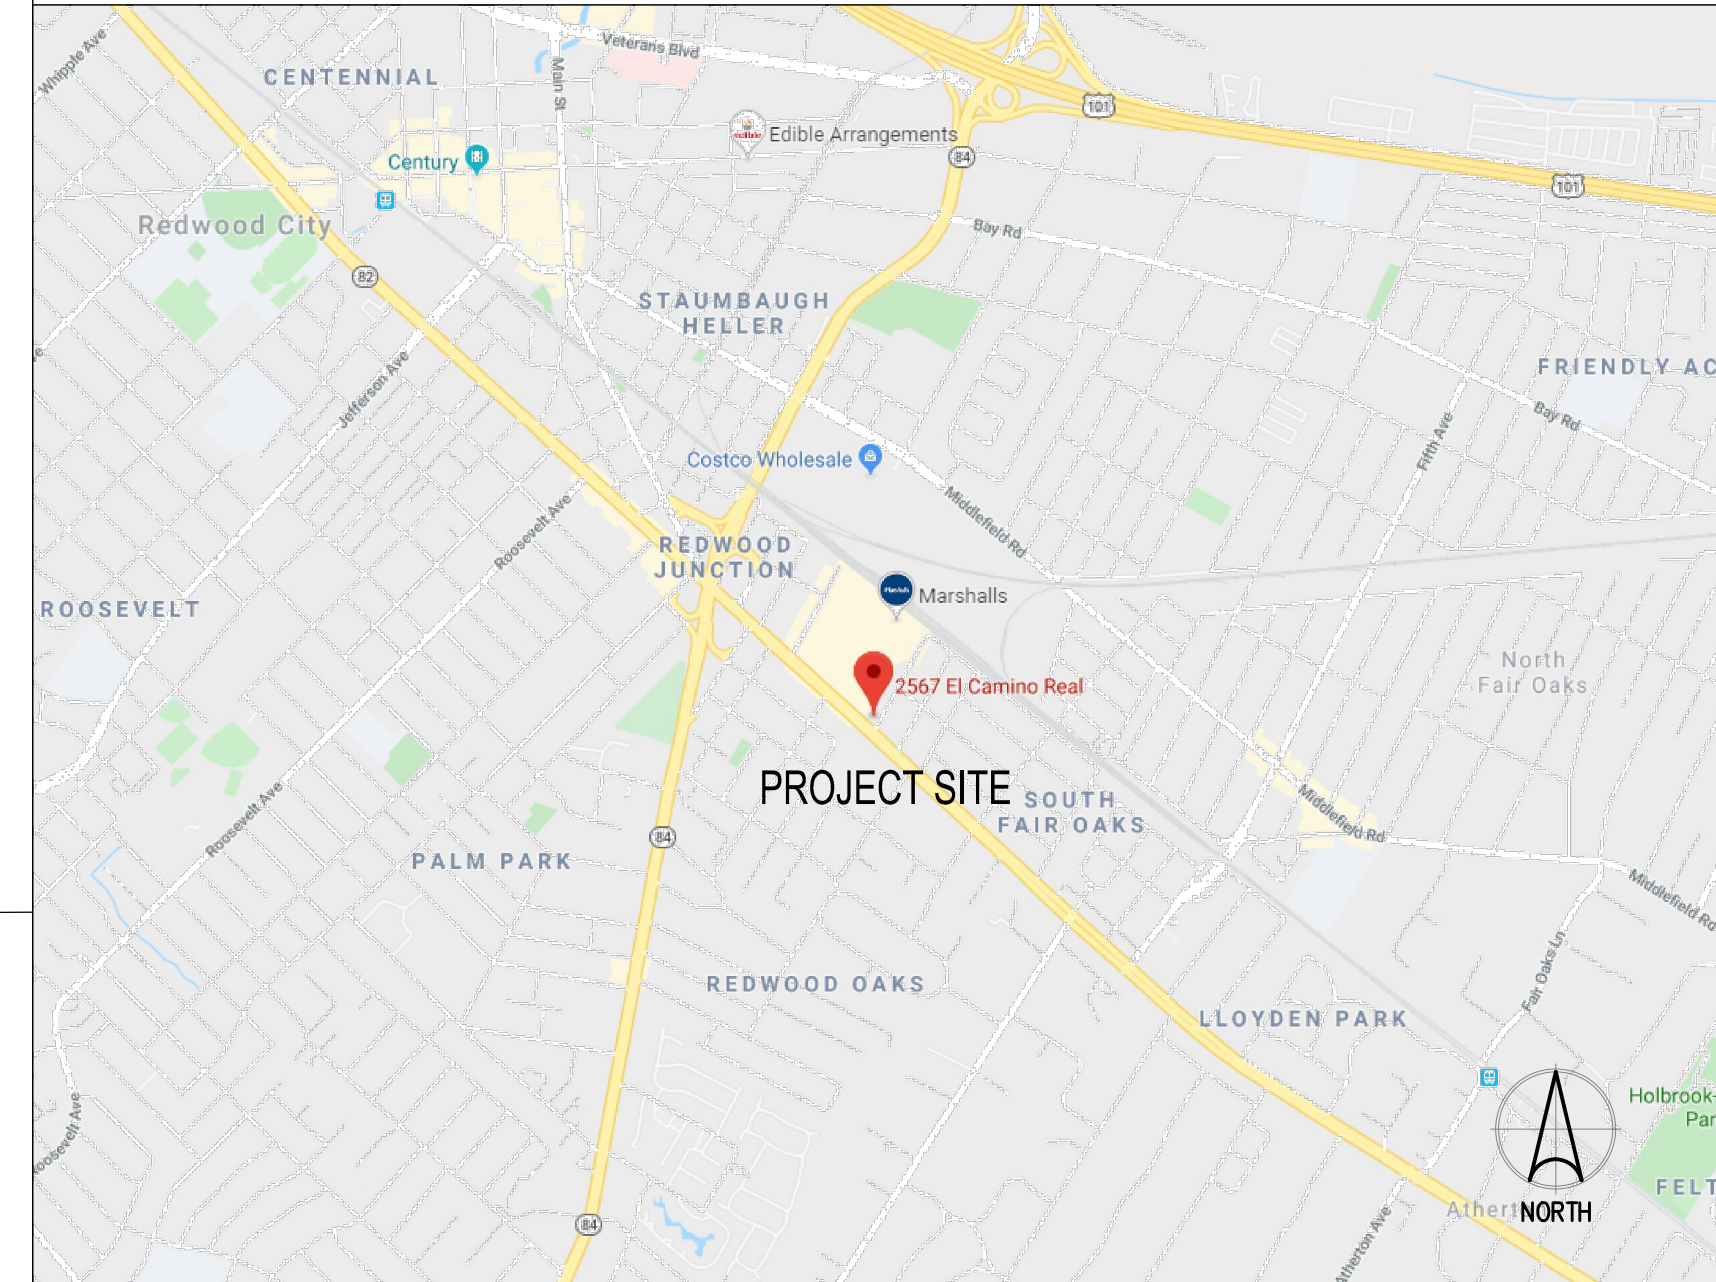 Whipple Ave
Veterans Blvd
CENTENNIAL
Main St
101
Edible Arrangements
84
Century
101
Redwood City
Bay Rd
82
STAUMBAUGH
HELLER
Jefferson Ave
FRIENDLY AC
Bay Rd
Fifth Ave
Costco Wholesale
Middlefield Rd
Roosevelt Ave
REDWOOD
JUNCTION
Marshalls
ROOSEVELT
North
Fair Oaks
2567 El Camino Real
PROJECT SITE
SOUTH
FAIR OAKS
Middlefield Rd
Roosevelt Ave
84
PALM PARK
Middlefield Rd
Fair Oaks Ln
REDWOOD OAKS
LLOYDEN PARK
Holbrook-
Par
oosevelt Ave
FELT
Athert
NORTH
84
Atherton Ave